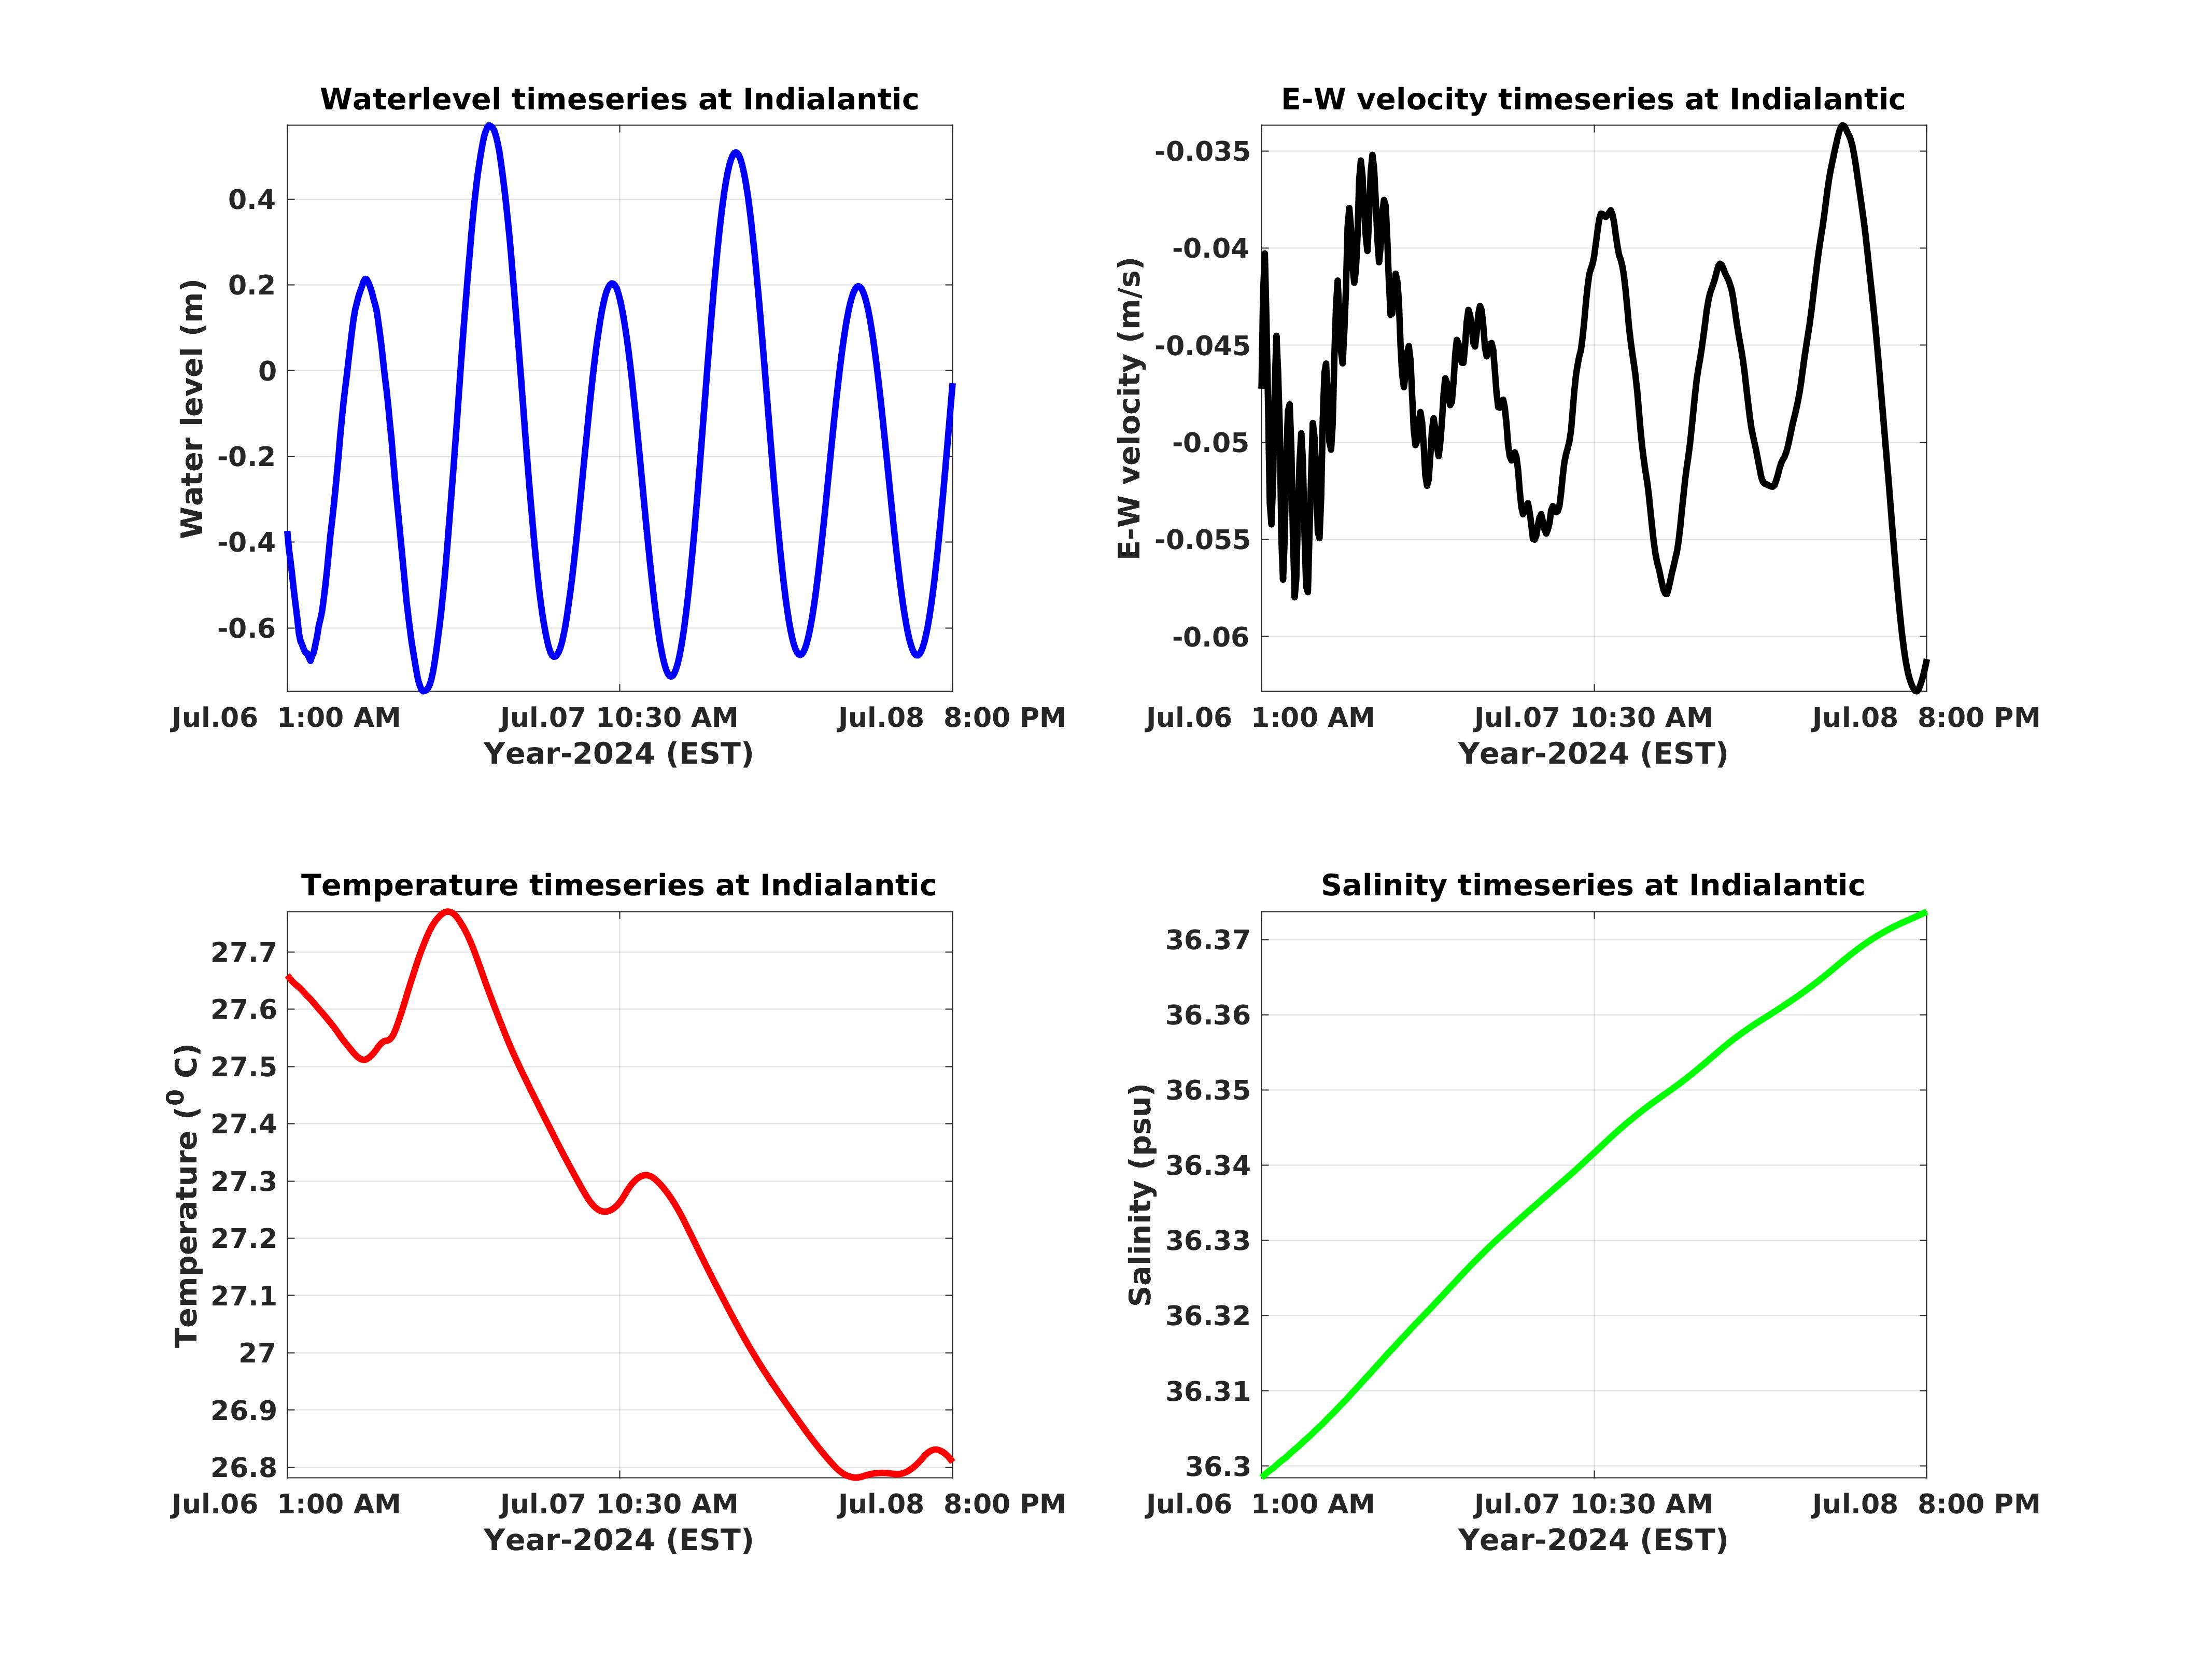 Waterlevel timeseries at Indialantic
Water level (m)
0.4
0.2
0
-0.2
-0.4
-0.6
Jul.06 1:00 AM Jul.07 10:30 AM Jul.08 8:00 PM
Year-2024 (EST)
E-W velocity timeseries at Indialantic
E-W velocity (m/s)
-0.035
-0.04
-0.045
-0.05
-0.055
-0.06
Jul.06 1:00 AM Jul.07 10:30 AM Jul.08 8:00 PM
Year-2024 (EST)
Temperature timeseries at Indialantic
Temperature (⁰ C)
27.7
27.6
27.5
27.4
27.3
27.2
27.1
27
26.9
26.8
Jul.06 1:00 AM Jul.07 10:30 AM Jul.08 8:00 PM
Year-2024 (EST)
Salinity timeseries at Indialantic
Salinity (psu)
36.37
36.36
36.35
36.34
36.33
36.32
36.31
36.3
Jul.06 1:00 AM Jul.07 10:30 AM Jul.08 8:00 PM
Year-2024 (EST)